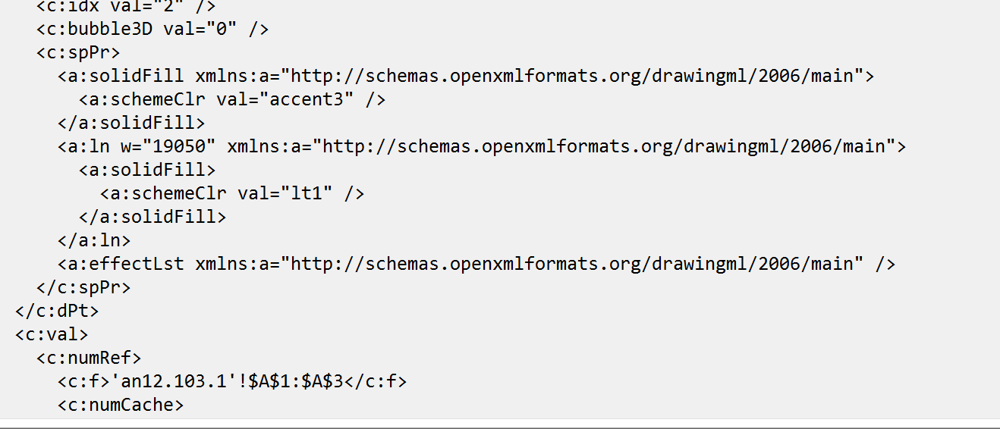 <c:idx val="2" />
<c:bubble3D val="0" />
<c:spPr>
<a:solidFill xmlns:a="http://schemas.openxmlformats.org/drawingml/2006/main">
<a:schemeClr val="accent3" />
</a:solidFill>
<a:ln w="19050" xmlns:a="http://schemas.openxmlformats.org/drawingml/2006/main">
<a:solidFill>
<a:schemeClr val="lt1" />
</a:solidFill>
</a:ln>
<a:effectLst xmlns:a="http://schemas.openxmlformats.org/drawingml/2006/main" />
</c:spPr>
</c:dPt>
<c:val>
<c:numRef>
<c:f>'an12.103.1'!$A$1:$A$3</c:f>
<c:numCache>